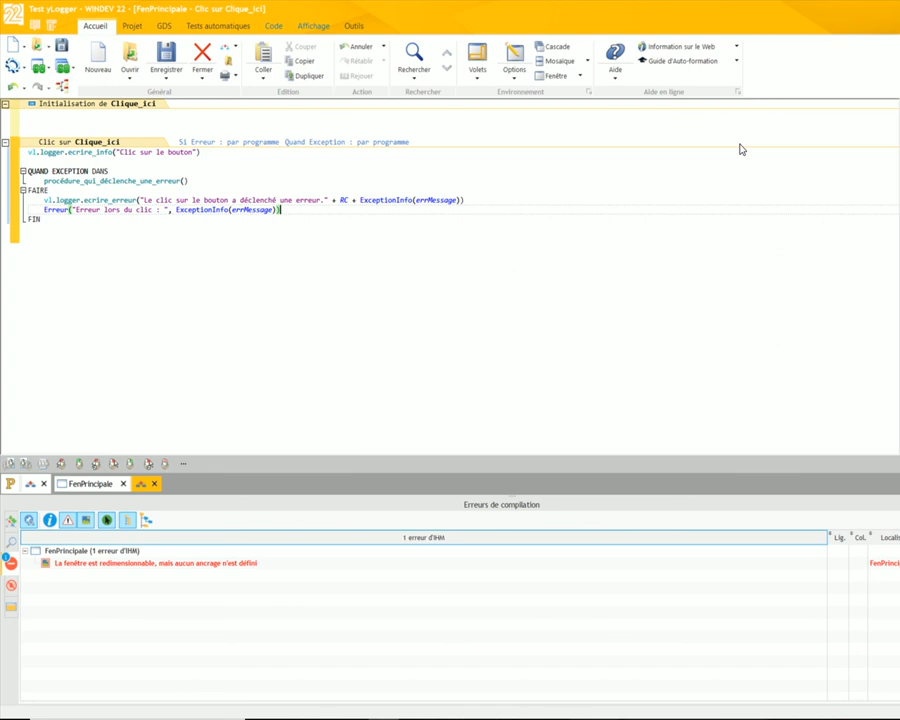 22
Test yLogger - WINDEV 22 - [FenPrincipale - Clic sur Clique_ici]
Accueil Projet GDS Tests automatiques Code Affichage Outils
Nouveau Ouvrir Enregistrer Fermer
Général
Coller Couper Copier Dupliquer
Edition
Annuler Rétablir Rejouer
Action
Rechercher
Rechercher
Volets Options Cascade Mosaïque Fenêtre
Environnement
Aide Information sur le Web Guide d'Auto-formation
Aide en ligne
Initialisation de Clique_ici
Clic sur Clique_ici Si Erreur : par programme Quand Exception : par programme
vl.logger.ecrire_info("Clic sur le bouton")
QUAND EXCEPTION DANS
procédure_qui_déclenche_une_erreur()
FAIRE
vl.logger.ecrire_erreur("Le clic sur le bouton a déclenché une erreur." + RC + ExceptionInfo(errMessage))
Erreur("Erreur lors du clic : ", ExceptionInfo(errMessage))
FIN
FenPrincipale
Erreurs de compilation
1 erreur d'IHM Lig. Col. Localis
FenPrincipale (1 erreur d'IHM)
La fenêtre est redimensionnable, mais aucun ancrage n'est défini FenPrinci